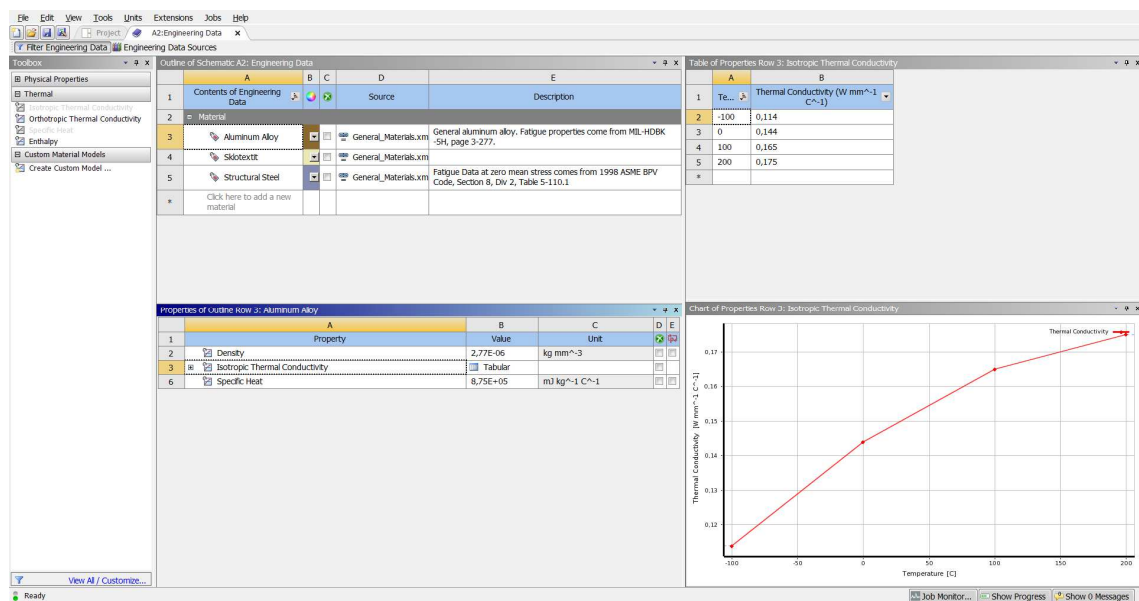 File Edit View Tools Units Extensions Jobs Help
Project A2:Engineering Data x
Filter Engineering Data Engineering Data Sources
Toolbox
Physical Properties
Thermal
Isotropic Thermal Conductivity
Orthotropic Thermal Conductivity
Specific Heat
Enthalpy
Custom Material Models
Create Custom Model ...
View All / Customize...
Outline of Schematic A2: Engineering Data
A B C D E
1 Contents of Engineering Data Source Description
2 Material
3 Aluminum Alloy General_Materials.xm General aluminum alloy. Fatigue properties come from MIL-HDBK
-5H, page 3-277.
4 Sklotextit General_Materials.xm
5 Structural Steel General_Materials.xm Fatigue Data at zero mean stress comes from 1998 ASME BPV
Code, Section 8, Div 2, Table 5-110.1
* Click here to add a new
material
Table of Properties Row 3: Isotropic Thermal Conductivity
A B
1 Te... Thermal Conductivity (W mm^-1
C^-1)
2 -100 0,114
3 0 0,144
4 100 0,165
5 200 0,175
*
Properties of Outline Row 3: Aluminum Alloy
A B C D E
1 Property Value Unit
2 Density 2,77E-06 kg mm^-3
3 Isotropic Thermal Conductivity Tabular
6 Specific Heat 8,75E+05 mJ kg^-1 C^-1
Chart of Properties Row 3: Isotropic Thermal Conductivity
Thermal Conductivity
Thermal Conductivity [W mm^-1 C^-1]
0,17
0,16
0,15
0,14
0,13
0,12
-100 -50 0 50 100 150 200
Temperature [C]
Ready
Job Monitor... Show Progress Show 0 Messages